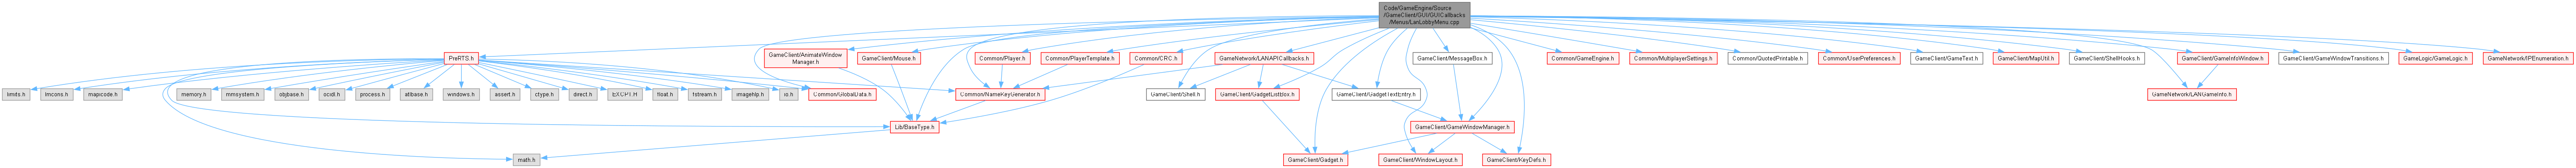 Code/GameEngine/Source
/GameClient/GUI/GUICallbacks
/Menus/LanLobbyMenu.cpp
PreRTS.h
GameClient/AnimateWindow
Manager.h
GameClient/Mouse.h
Common/Player.h
Common/PlayerTemplate.h
Common/CRC.h
GameNetwork/LANAPICallbacks.h
GameClient/MessageBox.h
Common/GameEngine.h
Common/MultiplayerSettings.h
Common/QuotedPrintable.h
Common/UserPreferences.h
GameClient/GameText.h
GameClient/MapUtil.h
GameClient/ShellHooks.h
GameClient/GameInfoWindow.h
GameClient/GameWindowTransitions.h
GameLogic/GameLogic.h
GameNetwork/IPEnumeration.h
limits.h
lmcons.h
mapicode.h
memory.h
mmsystem.h
objbase.h
ocidl.h
process.h
atlbase.h
windows.h
assert.h
ctype.h
direct.h
EXCPT.H
float.h
fstream.h
imagehlp.h
io.h
Common/GlobalData.h
Common/NameKeyGenerator.h
GameClient/Shell.h
GameClient/GadgetListBox.h
GameClient/GadgetTextEntry.h
GameNetwork/LANGameInfo.h
Lib/BaseType.h
GameClient/GameWindowManager.h
math.h
GameClient/Gadget.h
GameClient/WindowLayout.h
GameClient/KeyDefs.h